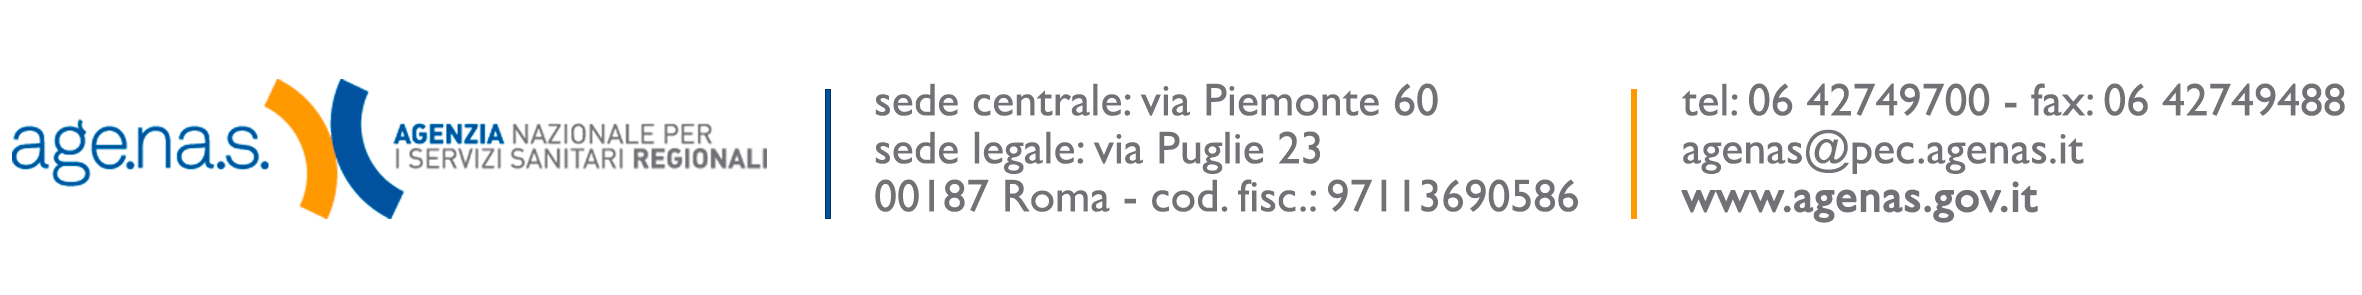 age.na.s.
AGENZIA NAZIONALE PER
I SERVIZI SANITARI REGIONALI
sede centrale: via Piemonte 60
sede legale: via Puglie 23
00187 Roma - cod. fisc.: 97113690586
tel: 06 42749700 - fax: 06 42749488
agenas@pec.agenas.it
www.agenas.gov.it